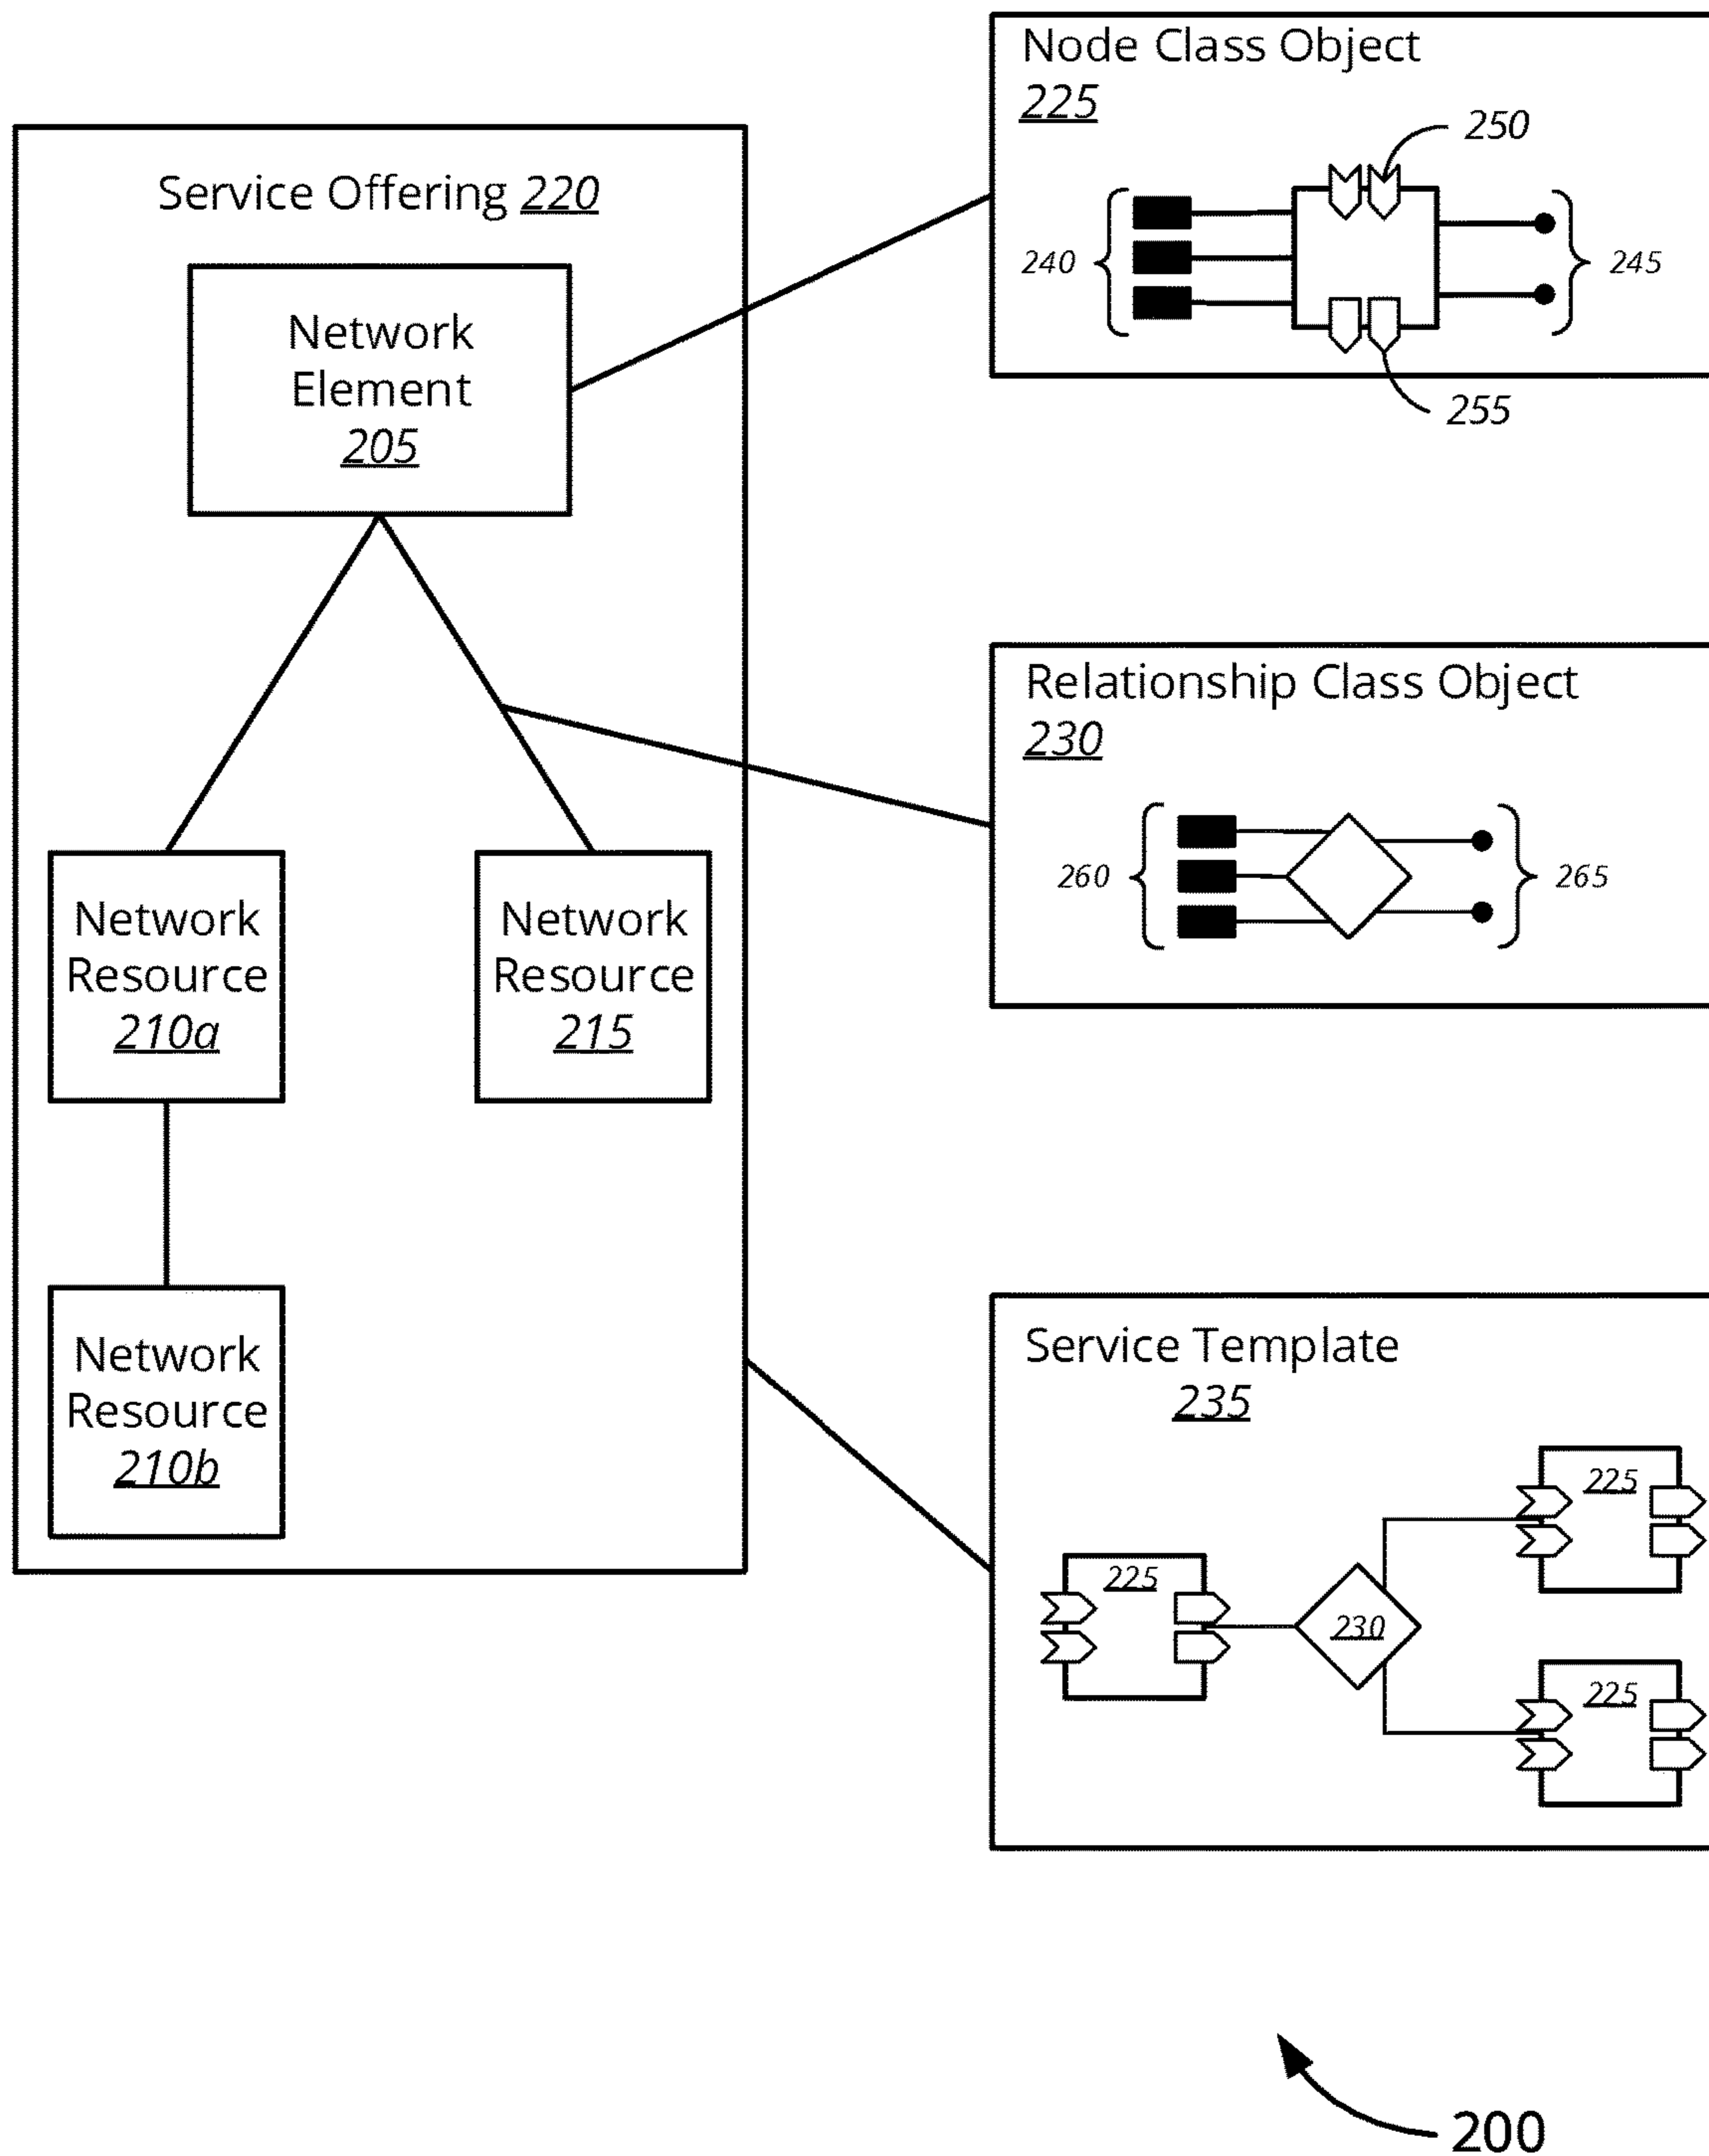 Service Offering 220
Network
Element
205
Network
Resource
210a
Network
Resource
215
Network
Resource
210b
Node Class Object
225
250
240
245
255
Relationship Class Object
230
260
265
Service Template
235
225
225
230
225
200